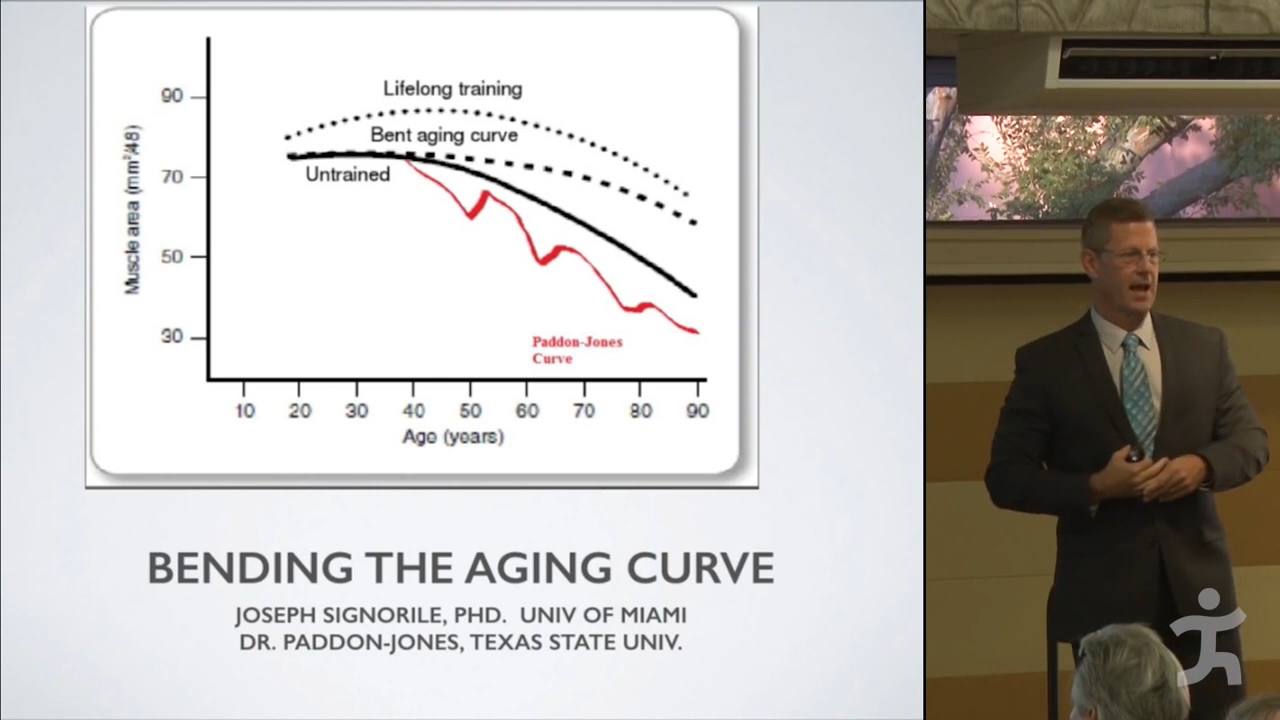 90
70
50
30
Muscle area (mm²/48)
Lifelong training
Bent aging curve
Untrained
Paddon-Jones
Curve
10 20 30 40 50 60 70 80 90
Age (years)
BENDING THE AGING CURVE
JOSEPH SIGNORILE, PHD. UNIV OF MIAMI
DR. PADDON-JONES, TEXAS STATE UNIV.